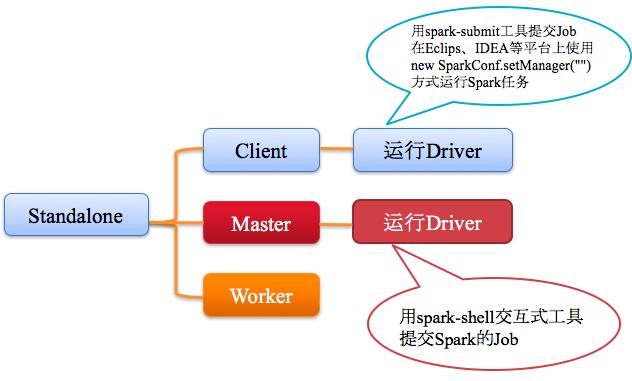 用spark-submit工具提交Job
在Eclips、IDEA等平台上使用
new SparkConf.setManager("")
方式运行Spark任务
Client
运行Driver
Standalone
Master
运行Driver
Worker
用spark-shell交互式工具
提交Spark的Job